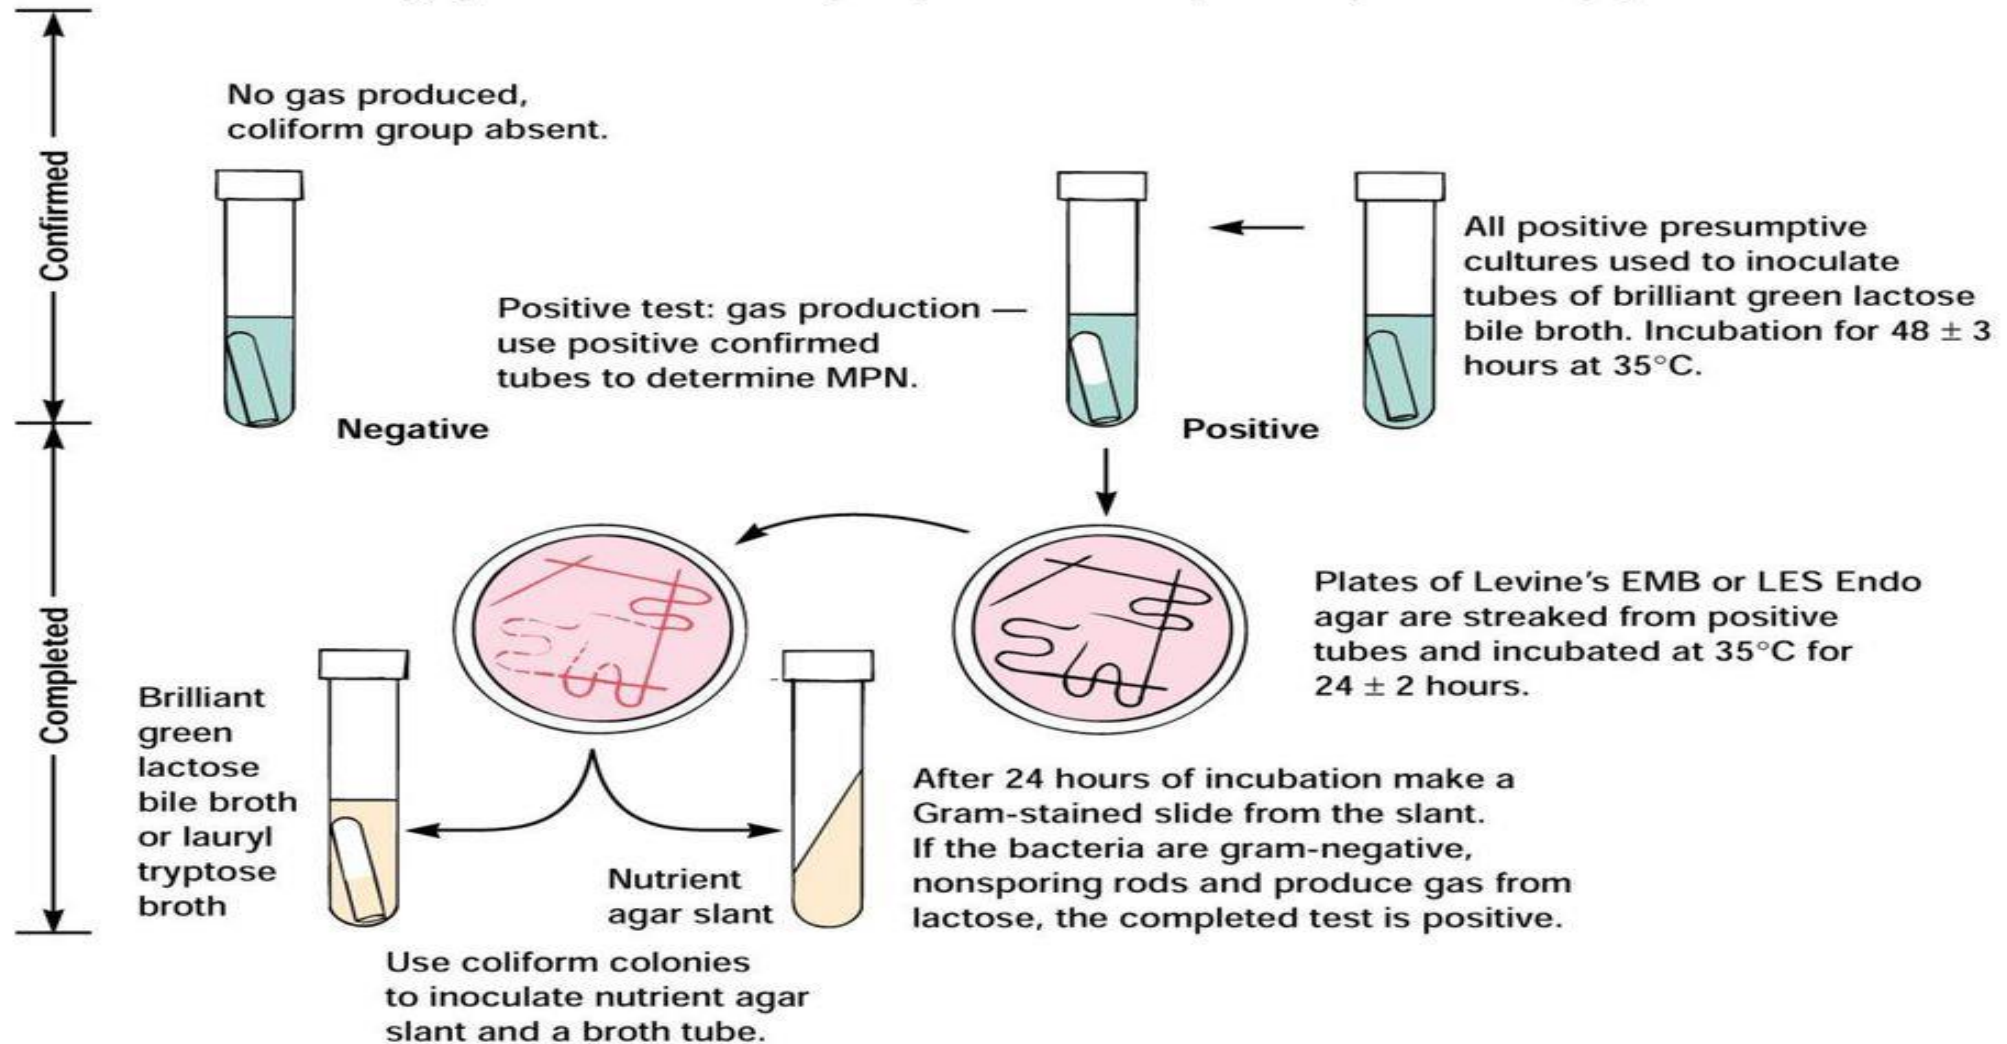 No gas produced,
coliform group absent.
Confirmed
All positive presumptive
cultures used to inoculate
tubes of brilliant green lactose
bile broth. Incubation for 48 ± 3
hours at 35°C.
Positive test: gas production —
use positive confirmed
tubes to determine MPN.
Negative
Positive
Plates of Levine's EMB or LES Endo
agar are streaked from positive
tubes and incubated at 35°C for
24 ± 2 hours.
Completed
Brilliant
green
lactose
bile broth
or lauryl
tryptose
broth
Nutrient
agar slant
After 24 hours of incubation make a
Gram-stained slide from the slant.
If the bacteria are gram-negative,
nonsporing rods and produce gas from
lactose, the completed test is positive.
Use coliform colonies
to inoculate nutrient agar
slant and a broth tube.